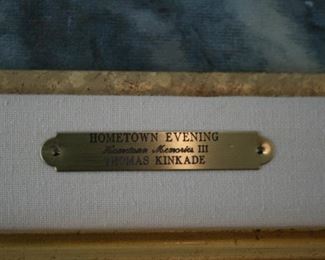 HOMETOWN EVENING
Hometown Memories III
THOMAS KINKADE